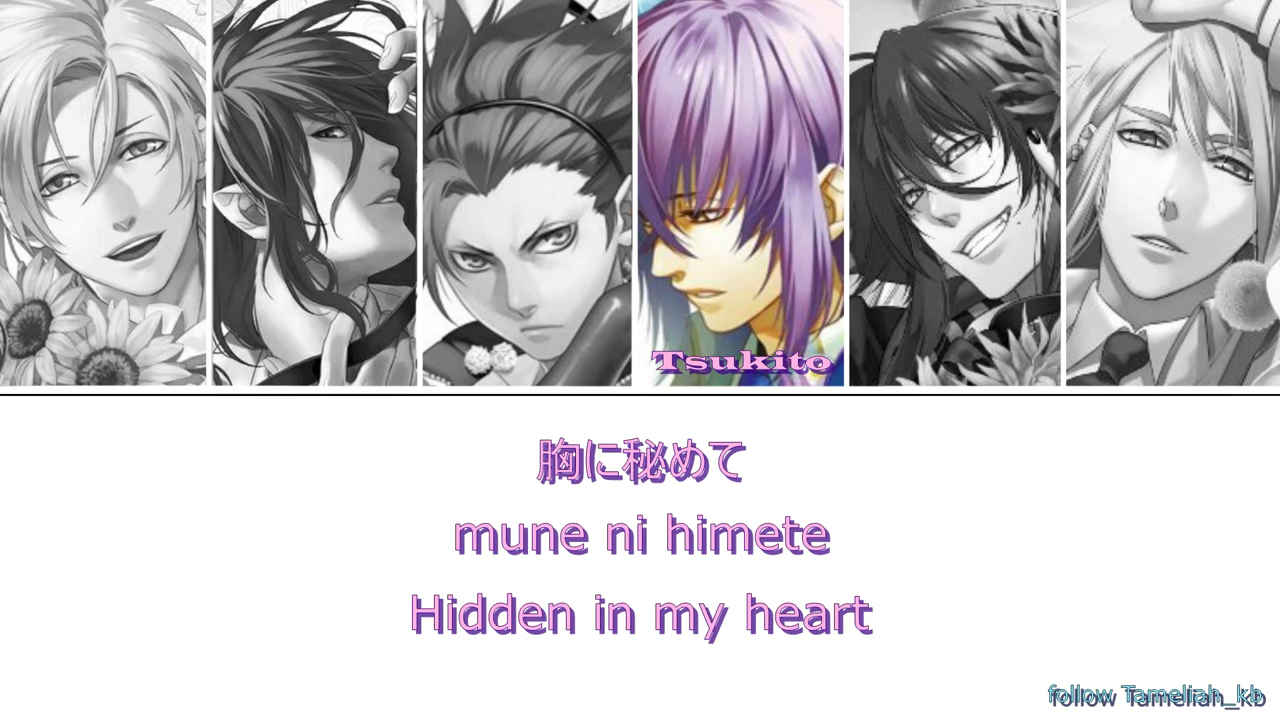 Tsukito
胸に秘めて
mune ni himete
Hidden in my heart
follow Tameliah_kb